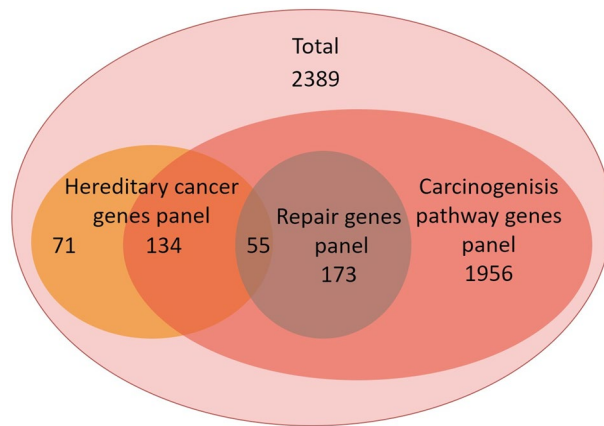 Total
2389
Hereditary cancer
genes panel
71
134
55
Repair genes
panel
173
Carcinogenisis
pathway genes
panel
1956